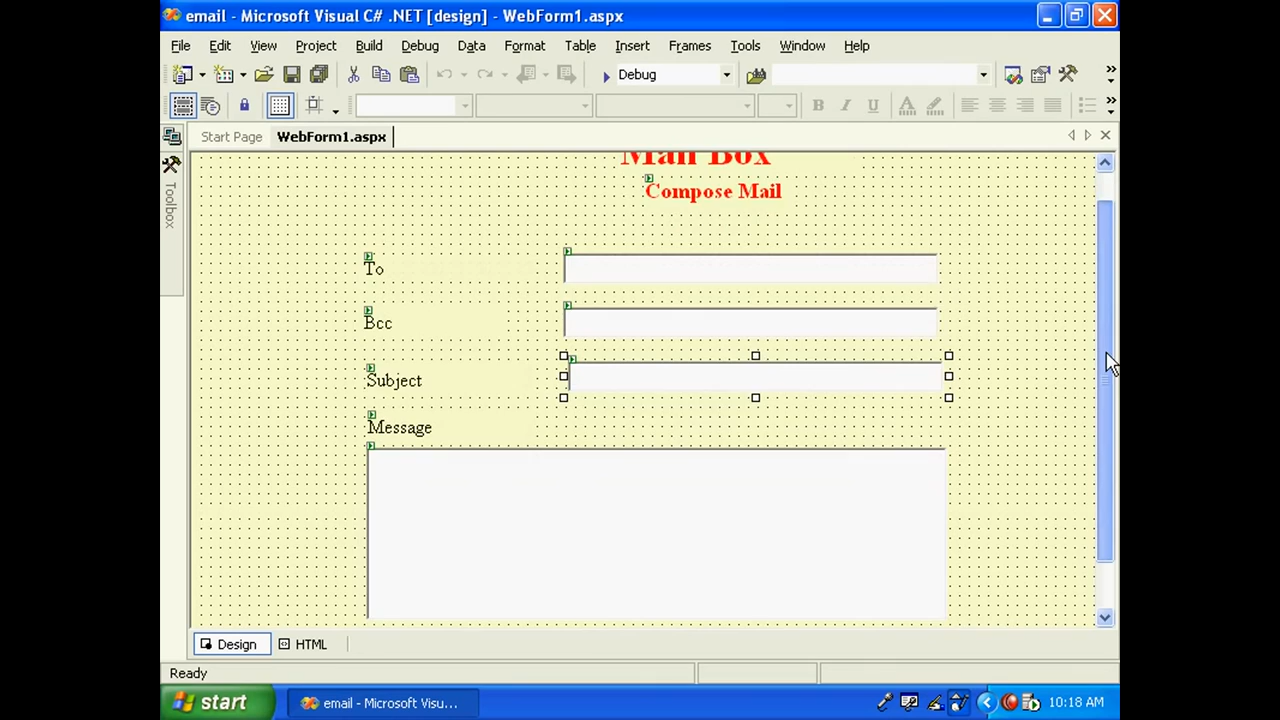 email - Microsoft Visual C# .NET [design] - WebForm1.aspx
File Edit View Project Build Debug Data Format Table Insert Frames Tools Window Help
Debug
B I U A
Start Page WebForm1.aspx
Toolbox
Mail Box
Compose Mail
To
Bcc
Subject
Message
Design HTML
Ready
start email - Microsoft Visu... 10:18 AM